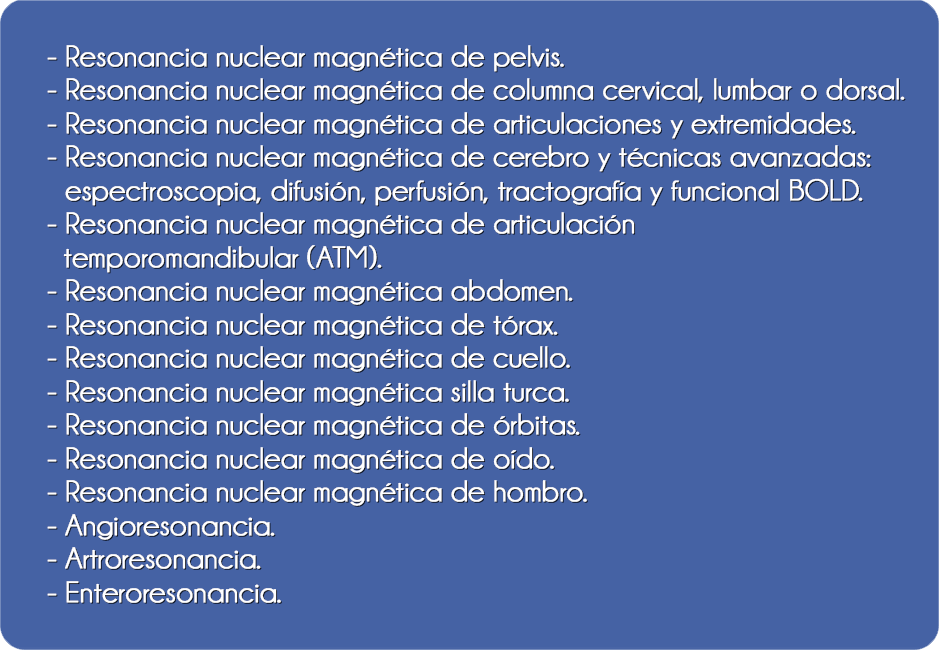 - Resonancia nuclear magnética de pelvis.
- Resonancia nuclear magnética de columna cervical, lumbar o dorsal.
- Resonancia nuclear magnética de articulaciones y extremidades.
- Resonancia nuclear magnética de cerebro y técnicas avanzadas:
espectroscopia, difusión, perfusión, tractografía y funcional BOLD.
- Resonancia nuclear magnética de articulación
temporomandibular (ATM).
- Resonancia nuclear magnética abdomen.
- Resonancia nuclear magnética de tórax.
- Resonancia nuclear magnética de cuello.
- Resonancia nuclear magnética silla turca.
- Resonancia nuclear magnética de órbitas.
- Resonancia nuclear magnética de oído.
- Resonancia nuclear magnética de hombro.
- Angioresonancia.
- Artroresonancia.
- Enteroresonancia.